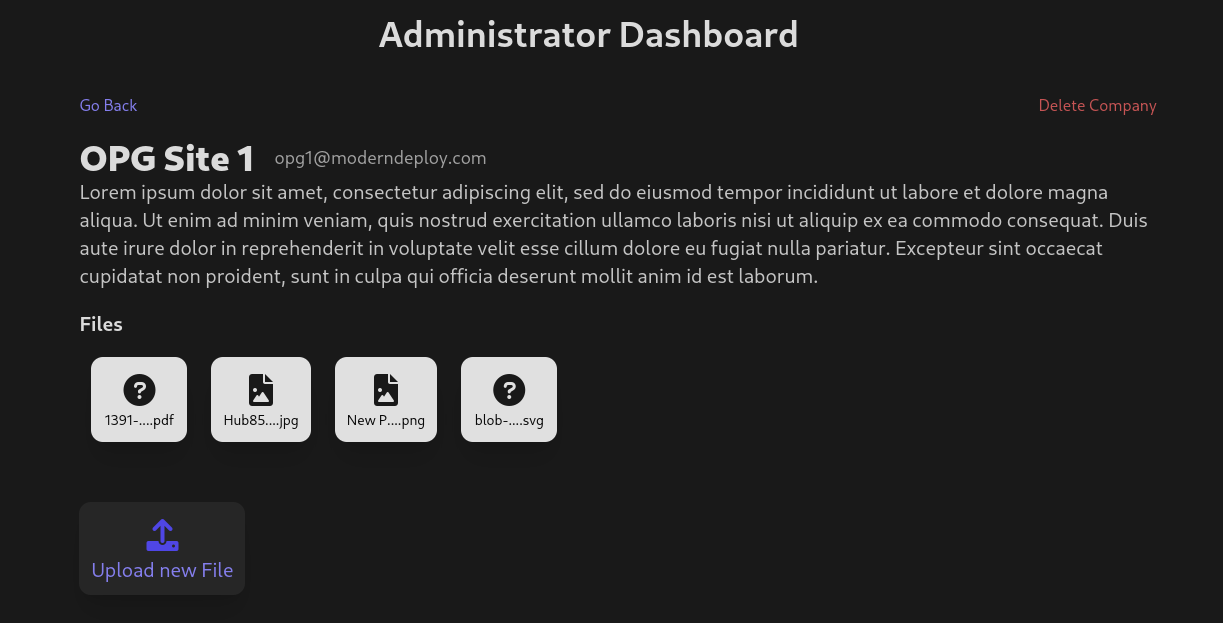 Administrator Dashboard
Go Back
Delete Company
OPG Site 1 opg1@moderndeploy.com
Lorem ipsum dolor sit amet, consectetur adipiscing elit, sed do eiusmod tempor incididunt ut labore et dolore magna
aliqua. Ut enim ad minim veniam, quis nostrud exercitation ullamco laboris nisi ut aliquip ex ea commodo consequat. Duis
aute irure dolor in reprehenderit in voluptate velit esse cillum dolore eu fugiat nulla pariatur. Excepteur sint occaecat
cupidatat non proident, sunt in culpa qui officia deserunt mollit anim id est laborum.
Files
1391-....pdf
Hub85....jpg
New P....png
blob-....svg
Upload new File